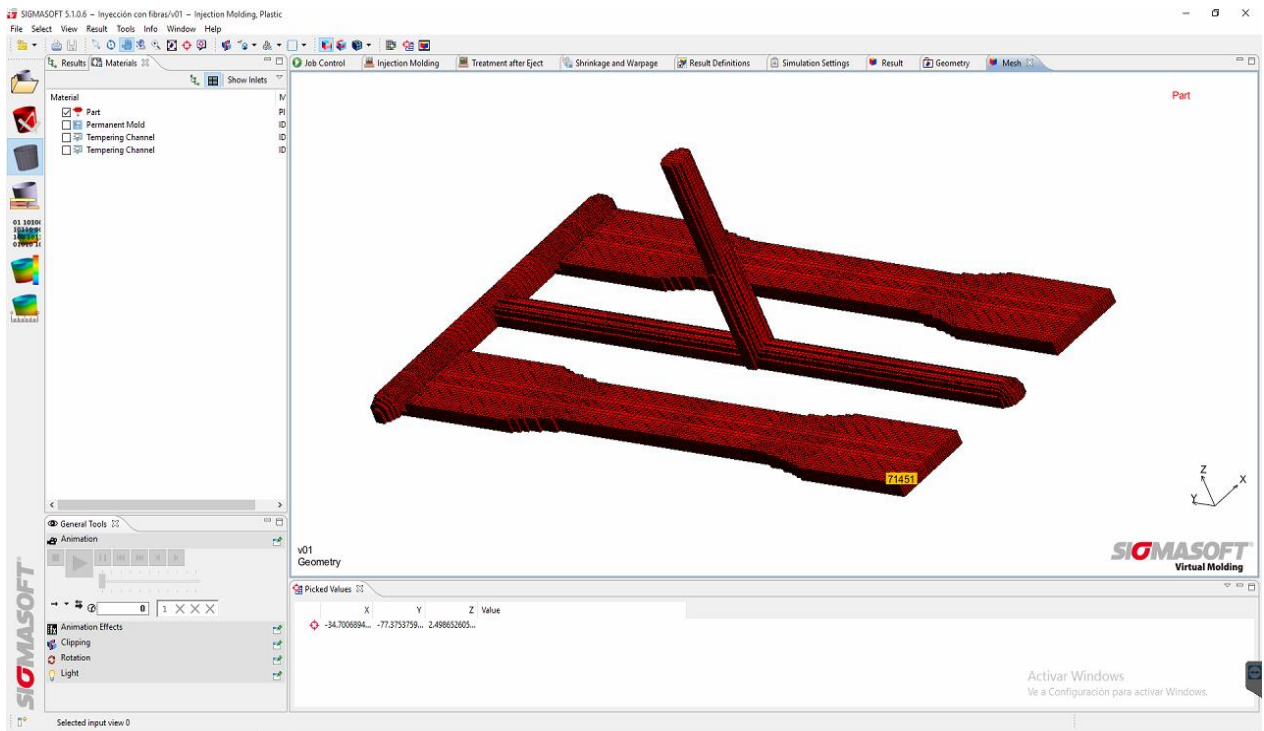 SIGMASOFT 5.1.0.6 – Inyección con fibras/v01 – Injection Molding, Plastic
File Select View Result Tools Info Window Help
Results Materials
Job Control Injection Molding Treatment after Eject Shrinkage and Warpage Result Definitions Simulation Settings Result Geometry Mesh
Show Inlets
Material M
Part Pl
Permanent Mold ID
Tempering Channel ID
Tempering Channel ID
Part
71451
Z
X
Y
v01
Geometry
SIGMASOFT
Virtual Molding
General Tools
Animation
0 1 X X X
Animation Effects
Clipping
Rotation
Light
SIGMASOFT
Picked Values
X Y Z Value
-34.7006894... -77.3753759... 2.498652605...
Activar Windows
Ve a Configuración para activar Windows.
Selected input view 0